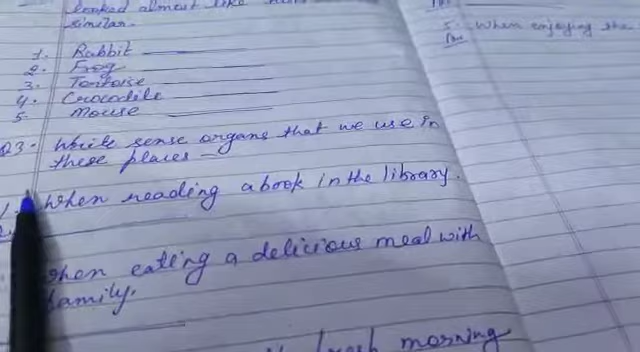 looked almost like
similar.
1. Rabbit
2. Frog
3. Tortoise
4. Crocodile
5. Mouse
Q3. Write sense organs that we use in
these places -
1. When reading a book in the library.
When eating a delicious meal with
family.
fresh morning
5. When enjoying the